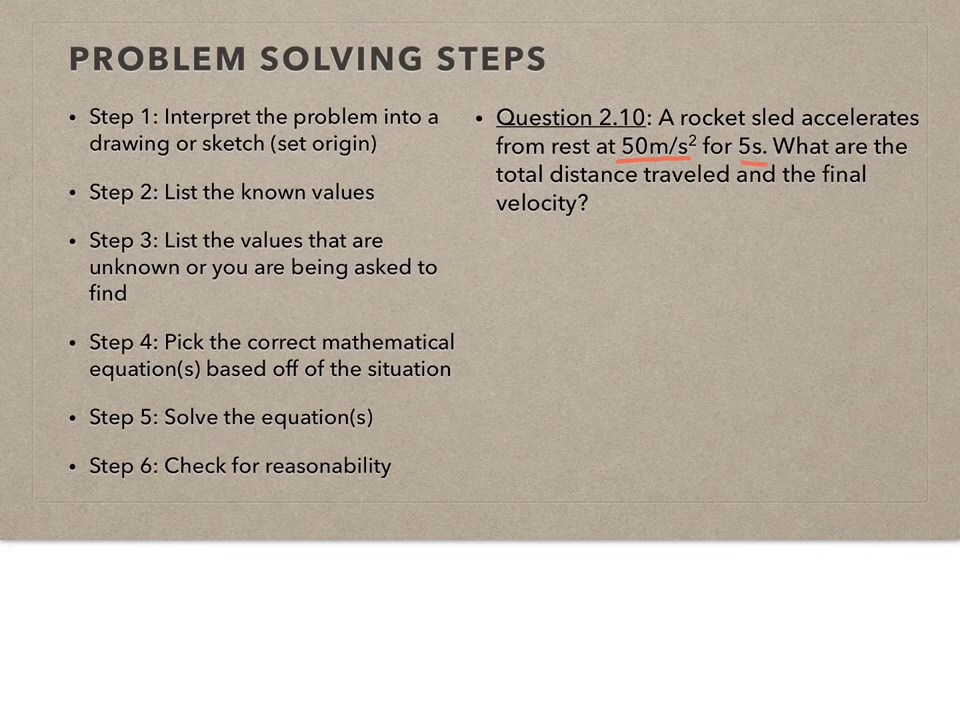 PROBLEM SOLVING STEPS
• Step 1: Interpret the problem into a
drawing or sketch (set origin)
• Step 2: List the known values
• Step 3: List the values that are
unknown or you are being asked to
find
• Step 4: Pick the correct mathematical
equation(s) based off of the situation
• Step 5: Solve the equation(s)
• Step 6: Check for reasonability
• Question 2.10: A rocket sled accelerates
from rest at 50m/s² for 5s. What are the
total distance traveled and the final
velocity?